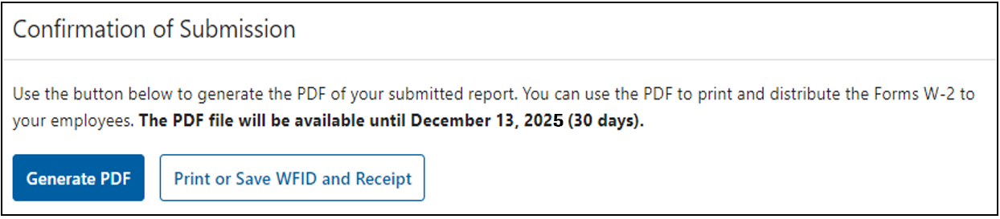 Confirmation of Submission
Use the button below to generate the PDF of your submitted report. You can use the PDF to print and distribute the Forms W-2 to
your employees. The PDF file will be available until December 13, 2025 (30 days).
Generate PDF
Print or Save WFID and Receipt